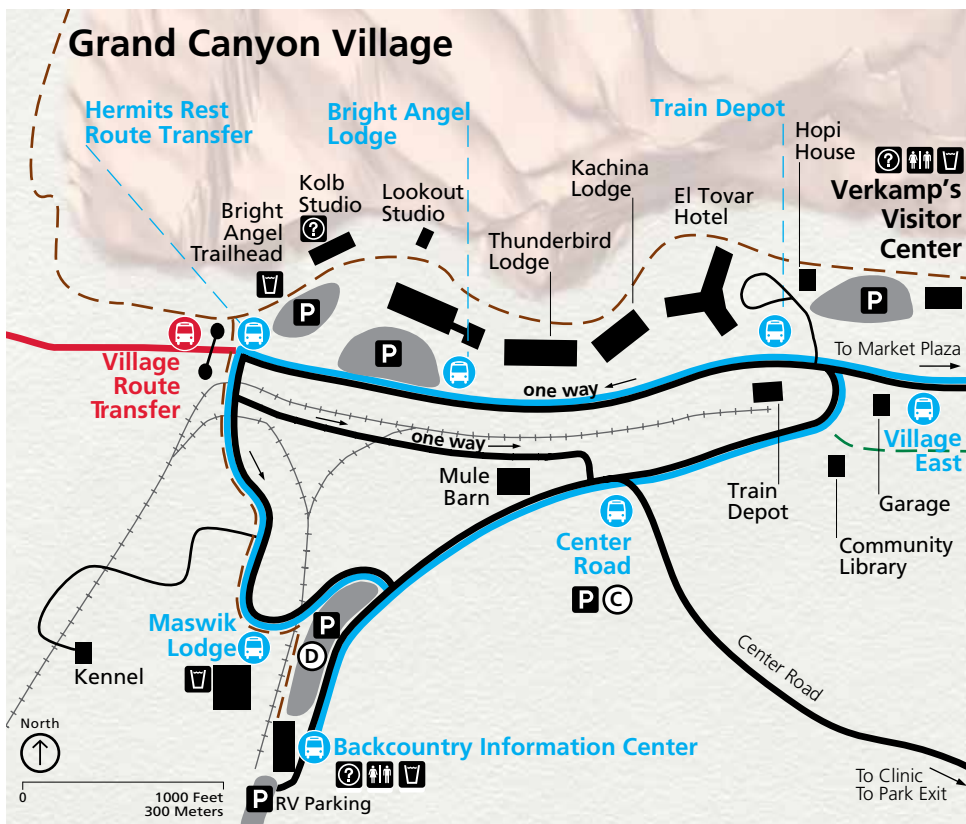 Grand Canyon Village
Hermits Rest
Route Transfer
Bright Angel
Lodge
Train Depot
Hopi
House
?
Verkamp's
Visitor
Center
Kachina
Lodge
El Tovar
Hotel
Kolb
Studio
?
Lookout
Studio
Bright
Angel
Trailhead
Thunderbird
Lodge
P
P
P
Village
Route
Transfer
To Market Plaza
one way
one way
Village
East
Mule
Barn
Train
Depot
Garage
Community
Library
Center
Road
P C
Maswik
Lodge
P
D
Kennel
Center Road
North
Backcountry Information Center
?
0
1000 Feet
300 Meters
P RV Parking
To Clinic
To Park Exit